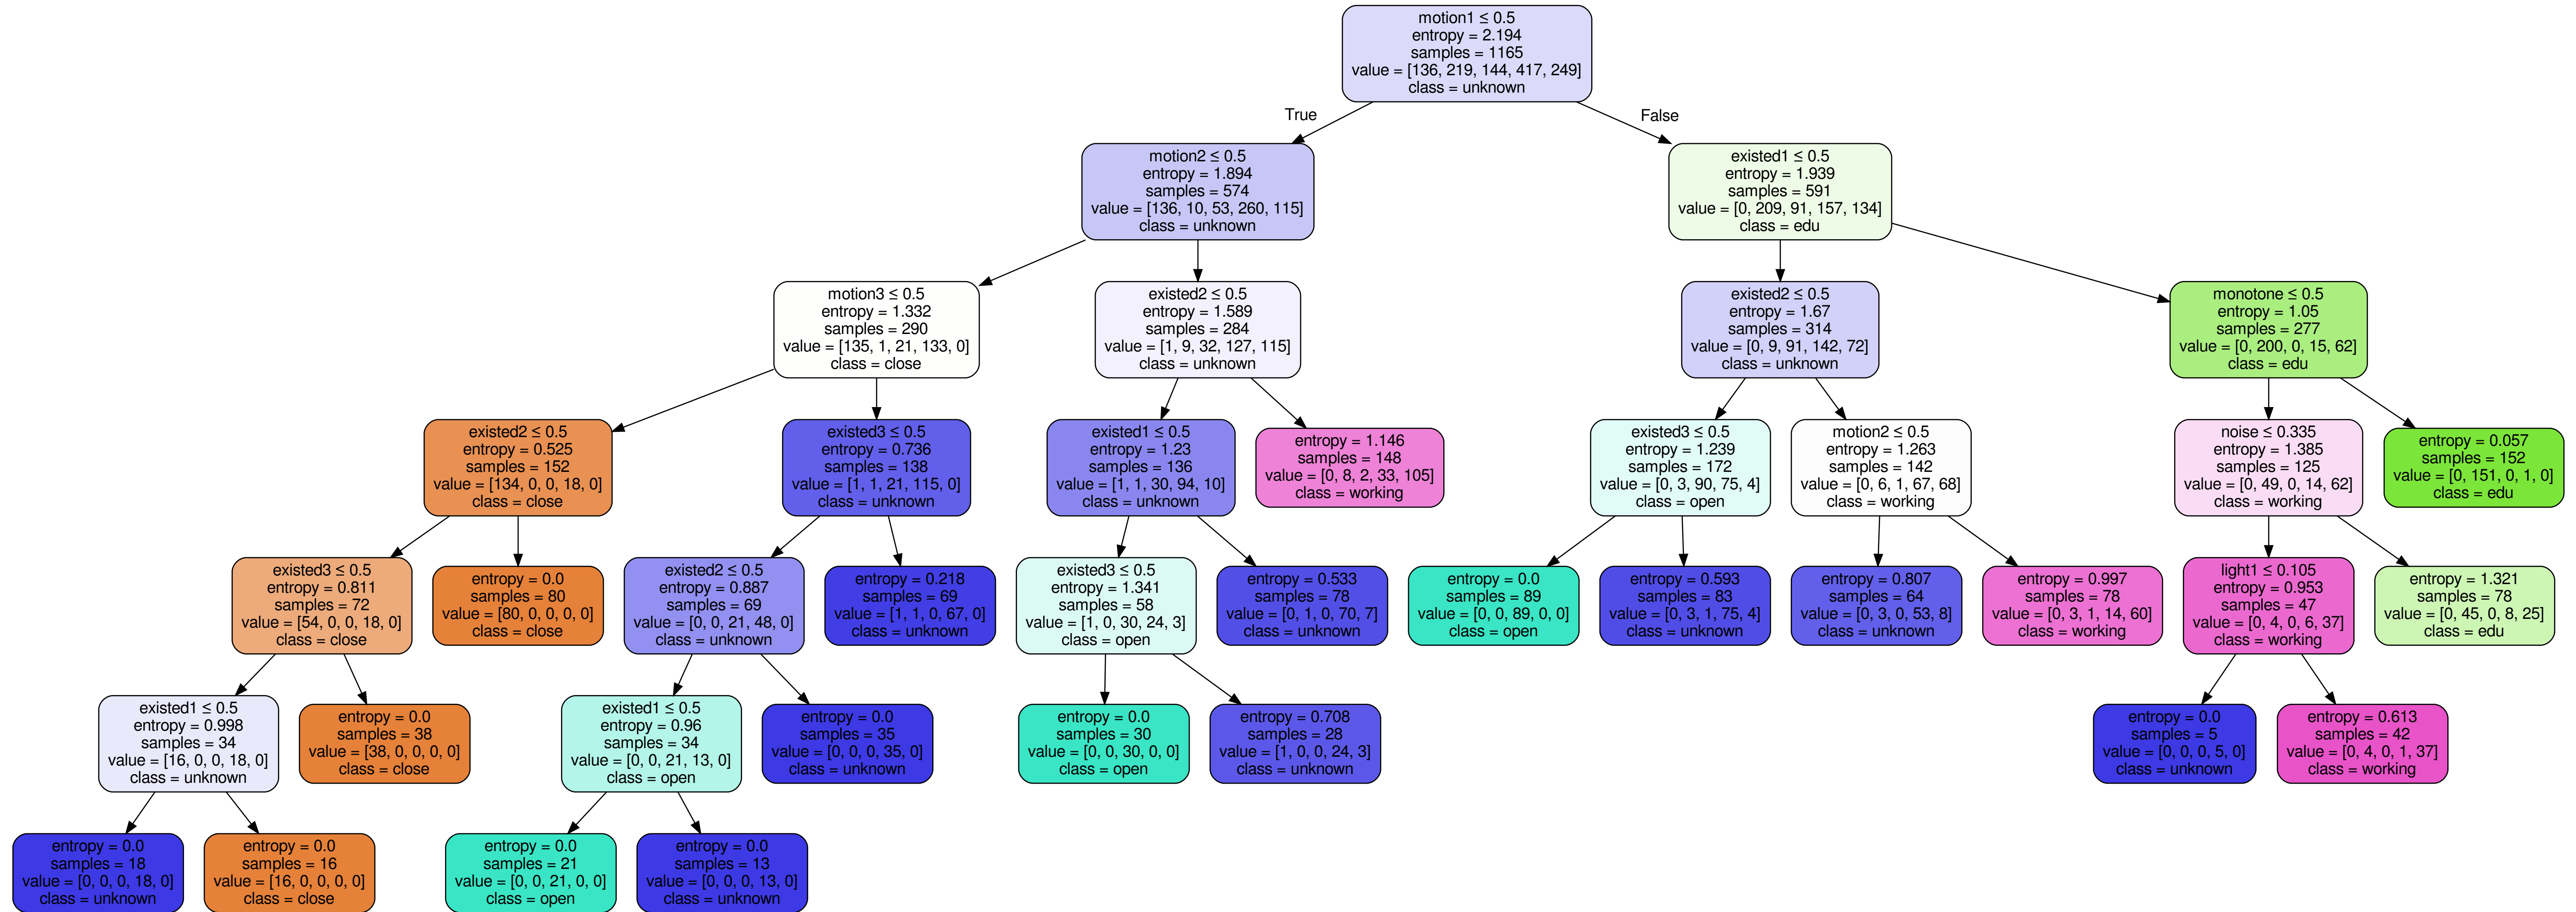 motion1 ≤ 0.5
entropy = 2.194
samples = 1165
value = [136, 219, 144, 417, 249]
class = unknown
True
False
motion2 ≤ 0.5
entropy = 1.894
samples = 574
value = [136, 10, 53, 260, 115]
class = unknown
existed1 ≤ 0.5
entropy = 1.939
samples = 591
value = [0, 209, 91, 157, 134]
class = edu
motion3 ≤ 0.5
entropy = 1.332
samples = 290
value = [135, 1, 21, 133, 0]
class = close
existed2 ≤ 0.5
entropy = 1.589
samples = 284
value = [1, 9, 32, 127, 115]
class = unknown
existed2 ≤ 0.5
entropy = 1.67
samples = 314
value = [0, 9, 91, 142, 72]
class = unknown
monotone ≤ 0.5
entropy = 1.05
samples = 277
value = [0, 200, 0, 15, 62]
class = edu
existed2 ≤ 0.5
entropy = 0.525
samples = 152
value = [134, 0, 0, 18, 0]
class = close
existed3 ≤ 0.5
entropy = 0.736
samples = 138
value = [1, 1, 21, 115, 0]
class = unknown
existed1 ≤ 0.5
entropy = 1.23
samples = 136
value = [1, 1, 30, 94, 10]
class = unknown
entropy = 1.146
samples = 148
value = [0, 8, 2, 33, 105]
class = working
existed3 ≤ 0.5
entropy = 1.239
samples = 172
value = [0, 3, 90, 75, 4]
class = open
motion2 ≤ 0.5
entropy = 1.263
samples = 142
value = [0, 6, 1, 67, 68]
class = working
noise ≤ 0.335
entropy = 1.385
samples = 125
value = [0, 49, 0, 14, 62]
class = working
entropy = 0.057
samples = 152
value = [0, 151, 0, 1, 0]
class = edu
existed3 ≤ 0.5
entropy = 0.811
samples = 72
value = [54, 0, 0, 18, 0]
class = close
entropy = 0.0
samples = 80
value = [80, 0, 0, 0, 0]
class = close
existed2 ≤ 0.5
entropy = 0.887
samples = 69
value = [0, 0, 21, 48, 0]
class = unknown
entropy = 0.218
samples = 69
value = [1, 1, 0, 67, 0]
class = unknown
existed3 ≤ 0.5
entropy = 1.341
samples = 58
value = [1, 0, 30, 24, 3]
class = open
entropy = 0.533
samples = 78
value = [0, 1, 0, 70, 7]
class = unknown
entropy = 0.0
samples = 89
value = [0, 0, 89, 0, 0]
class = open
entropy = 0.593
samples = 83
value = [0, 3, 1, 75, 4]
class = unknown
entropy = 0.807
samples = 64
value = [0, 3, 0, 53, 8]
class = unknown
entropy = 0.997
samples = 78
value = [0, 3, 1, 14, 60]
class = working
light1 ≤ 0.105
entropy = 0.953
samples = 47
value = [0, 4, 0, 6, 37]
class = working
entropy = 1.321
samples = 78
value = [0, 45, 0, 8, 25]
class = edu
existed1 ≤ 0.5
entropy = 0.998
samples = 34
value = [16, 0, 0, 18, 0]
class = unknown
entropy = 0.0
samples = 38
value = [38, 0, 0, 0, 0]
class = close
existed1 ≤ 0.5
entropy = 0.96
samples = 34
value = [0, 0, 21, 13, 0]
class = open
entropy = 0.0
samples = 35
value = [0, 0, 0, 35, 0]
class = unknown
entropy = 0.0
samples = 30
value = [0, 0, 30, 0, 0]
class = open
entropy = 0.708
samples = 28
value = [1, 0, 0, 24, 3]
class = unknown
entropy = 0.0
samples = 5
value = [0, 0, 0, 5, 0]
class = unknown
entropy = 0.613
samples = 42
value = [0, 4, 0, 1, 37]
class = working
entropy = 0.0
samples = 18
value = [0, 0, 0, 18, 0]
class = unknown
entropy = 0.0
samples = 16
value = [16, 0, 0, 0, 0]
class = close
entropy = 0.0
samples = 21
value = [0, 0, 21, 0, 0]
class = open
entropy = 0.0
samples = 13
value = [0, 0, 0, 13, 0]
class = unknown